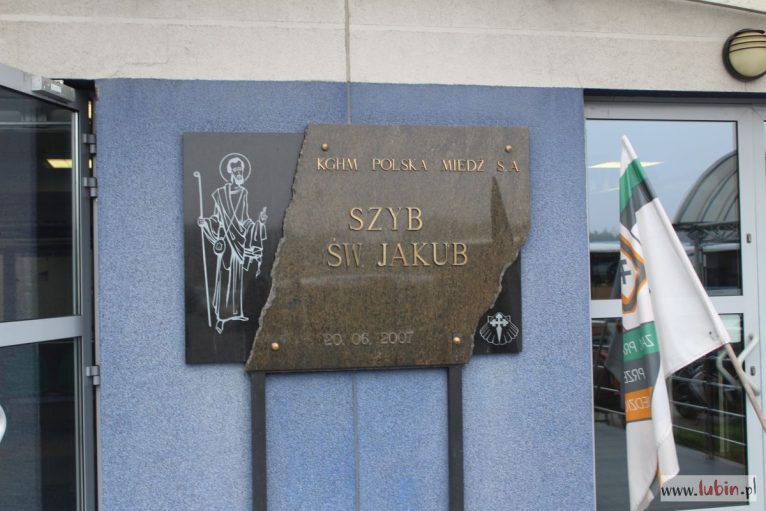 KGHM POLSKA MIEDŹ S.A
SZYB
ŚW. JAKUB
20. 06. 2007
www.lubin.pl